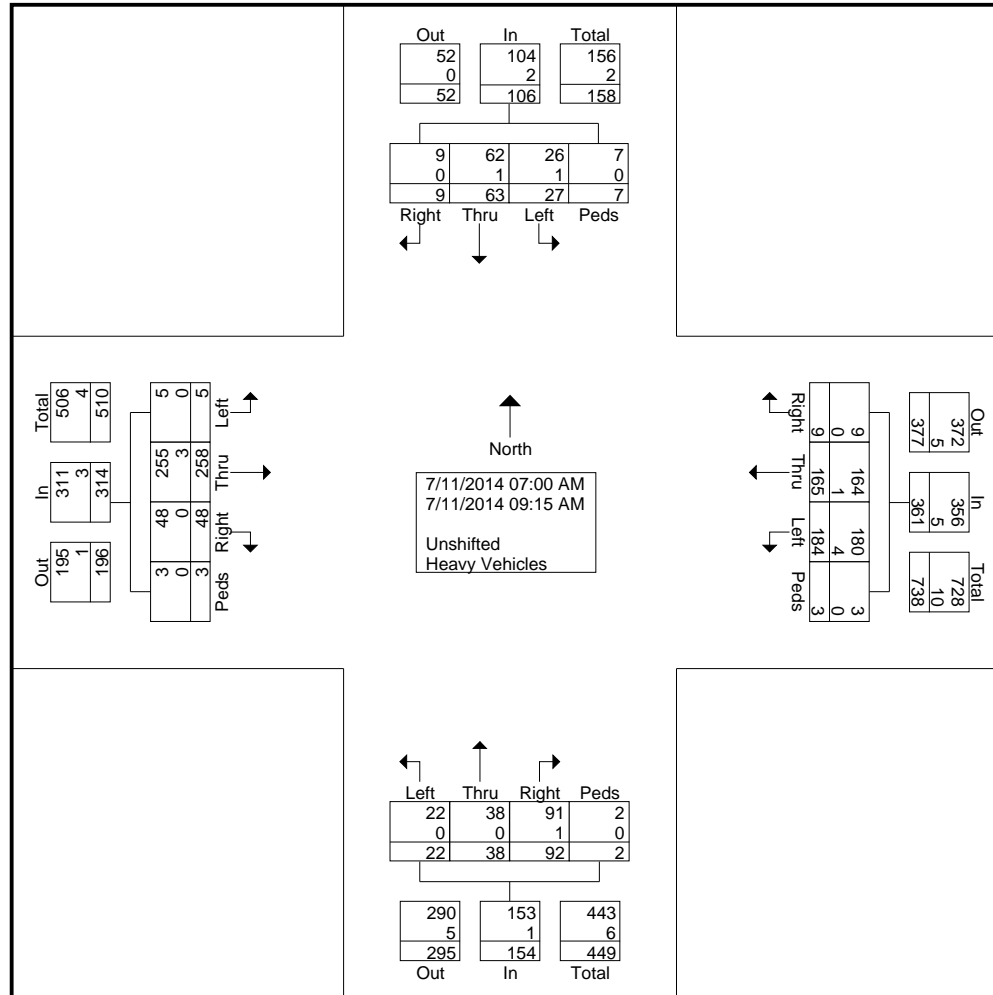 Out In Total
52 104 156
0 2 2
52 106 158
9 62 26 7
0 1 1 0
9 63 27 7
Right Thru Left Peds
Total 506 4 510
In 311 3 314
Out 195 1 196
5 0 5 Left
255 3 258 Thru
48 0 48 Right
3 0 3 Peds
North
7/11/2014 07:00 AM
7/11/2014 09:15 AM
Unshifted
Heavy Vehicles
Right 9 0 9
Thru 165 1 164
Left 184 4 180
Peds 3 0 3
377 5 372 Out
361 5 356 In
738 10 728 Total
Left Thru Right Peds
22 38 91 2
0 0 1 0
22 38 92 2
290 153 443
5 1 6
295 154 449
Out In Total